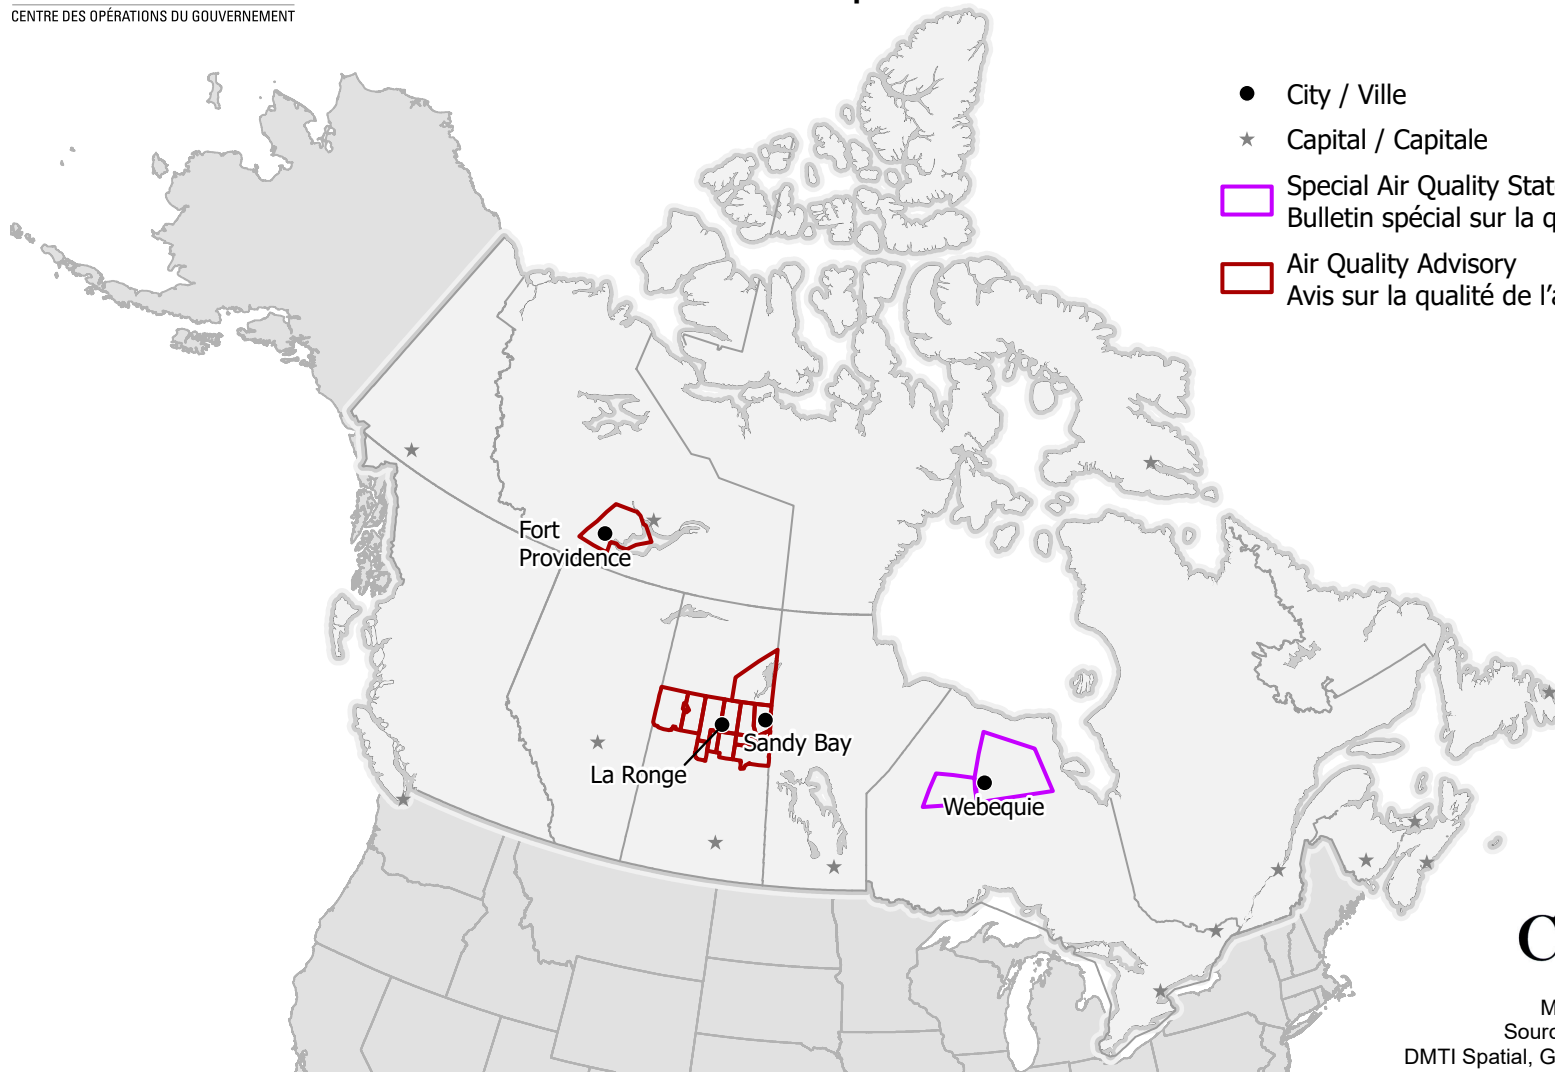 CENTRE DES OPÉRATIONS DU GOUVERNEMENT
City / Ville
Capital / Capitale
Special Air Quality Stat
Bulletin spécial sur la q
Air Quality Advisory
Avis sur la qualité de l'a
Fort
Providence
Sandy Bay
La Ronge
Webequie
C
M
Sourc
DMTI Spatial, G